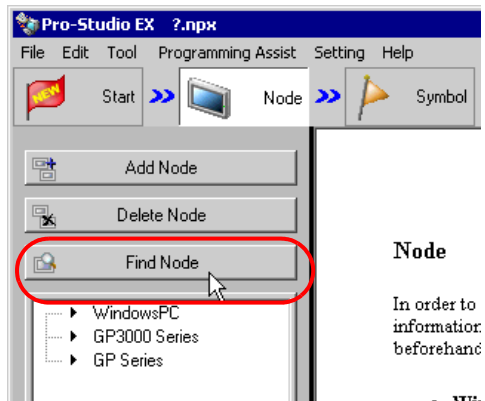 Pro-Studio EX ?.npx
File Edit Tool Programming Assist Setting Help
NEW Start Node Symbol
Add Node
Delete Node
Find Node
WindowsPC
GP3000 Series
GP Series
Node
In order to
information
beforehand